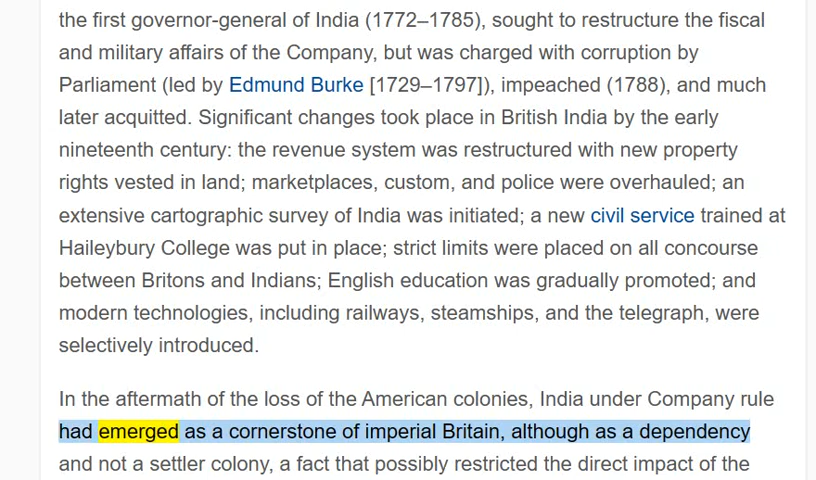 the first governor-general of India (1772–1785), sought to restructure the fiscal
and military affairs of the Company, but was charged with corruption by
Parliament (led by Edmund Burke [1729–1797]), impeached (1788), and much
later acquitted. Significant changes took place in British India by the early
nineteenth century: the revenue system was restructured with new property
rights vested in land; marketplaces, custom, and police were overhauled; an
extensive cartographic survey of India was initiated; a new civil service trained at
Haileybury College was put in place; strict limits were placed on all concourse
between Britons and Indians; English education was gradually promoted; and
modern technologies, including railways, steamships, and the telegraph, were
selectively introduced.
In the aftermath of the loss of the American colonies, India under Company rule
had emerged as a cornerstone of imperial Britain, although as a dependency
and not a settler colony, a fact that possibly restricted the direct impact of the